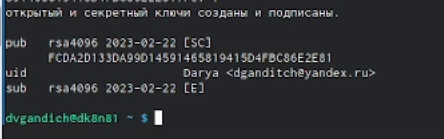 открытый и секретный ключи созданы и подписаны.
pub rsa4096 2023-02-22 [SC]
FCDA2D133DA99D14591465819415D4FBC86E2E81
uid Darya <dganditch@yandex.ru>
sub rsa4096 2023-02-22 [E]
dvgandich@dk8n81 ~ $